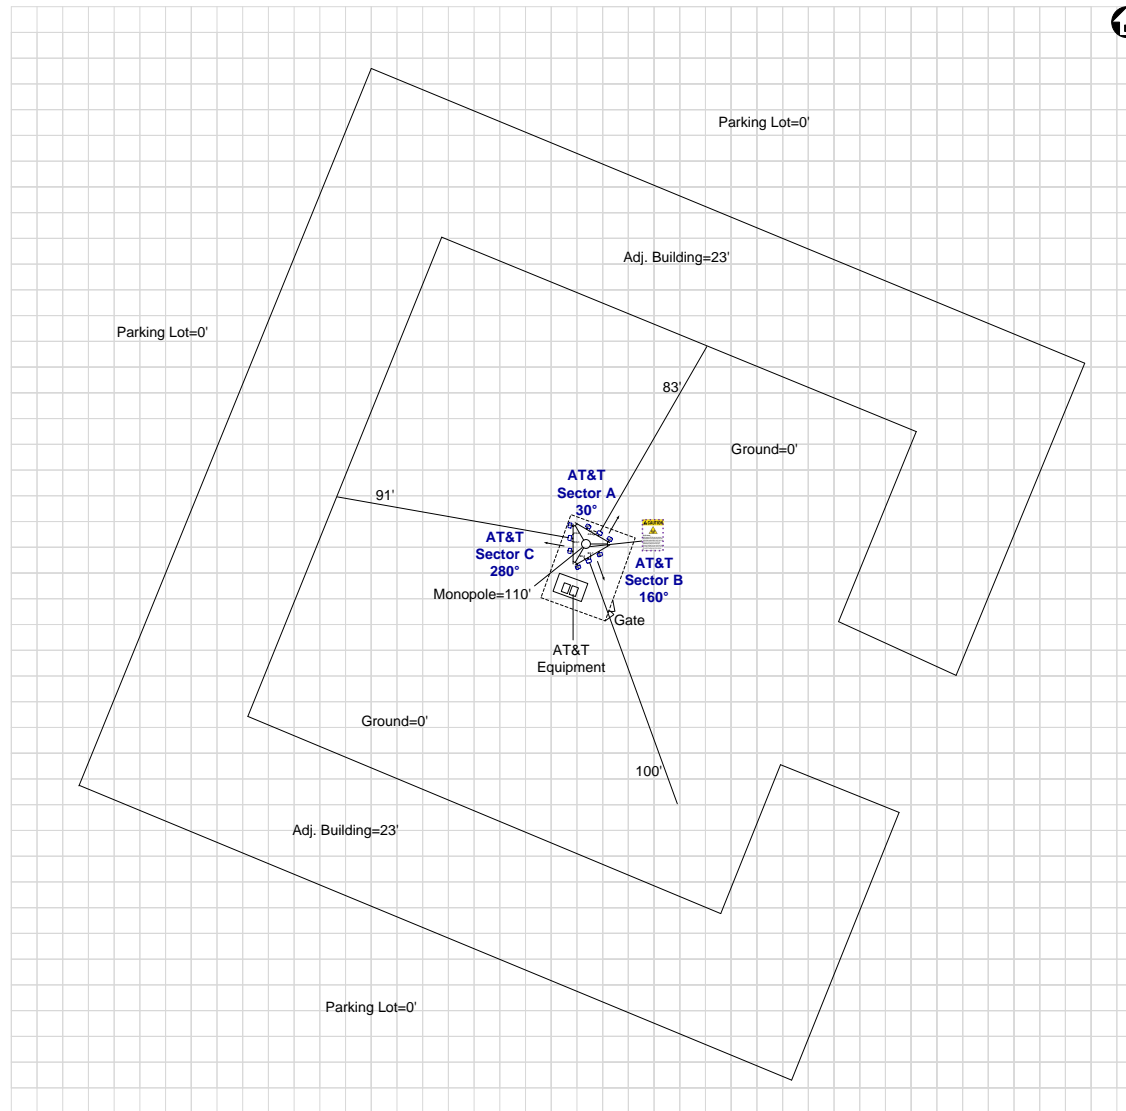 Parking Lot=0'
Adj. Building=23'
Parking Lot=0'
83'
Ground=0'
AT&T
Sector A
30°
91'
AT&T
Sector C
280°
AT&T
Sector B
160°
Monopole=110'
Gate
AT&T
Equipment
Ground=0'
100'
Adj. Building=23'
Parking Lot=0'